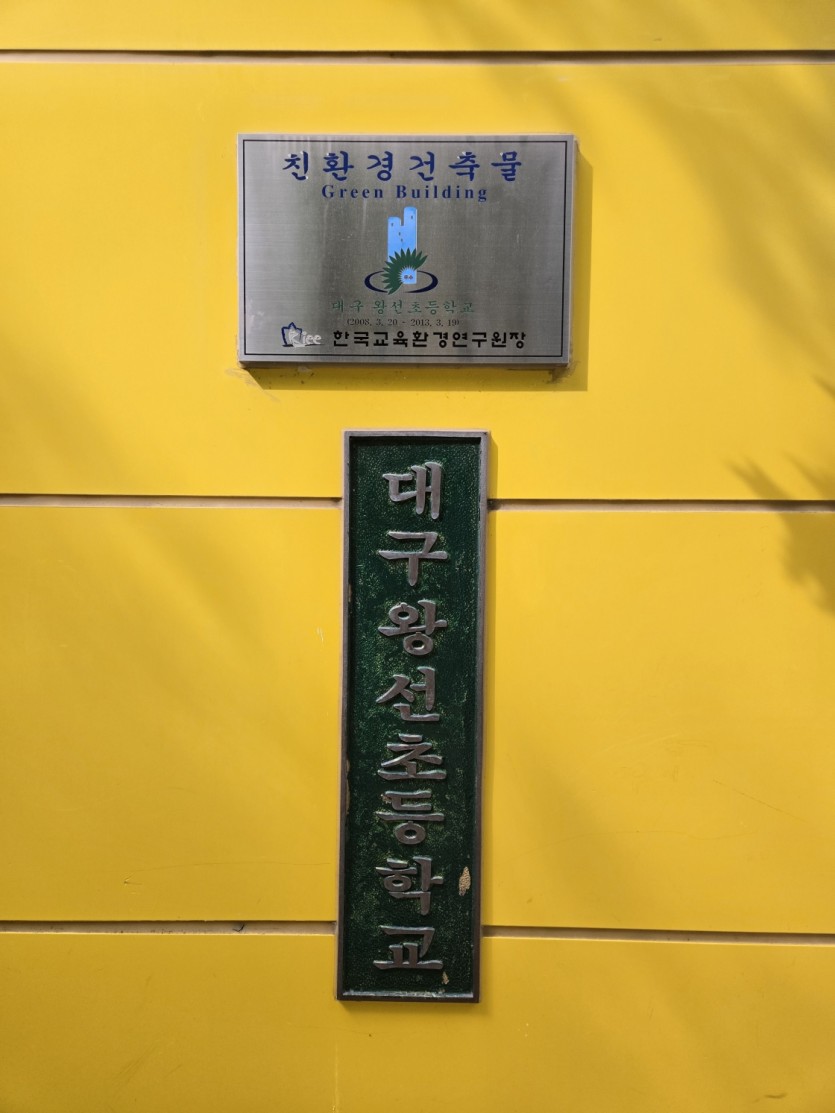 친환경건축물
Green Building
대구 왕선초등학교
(2008. 3. 20 - 2013. 3. 19)
Kiee 한국교육환경연구원장
대구왕선초등학교